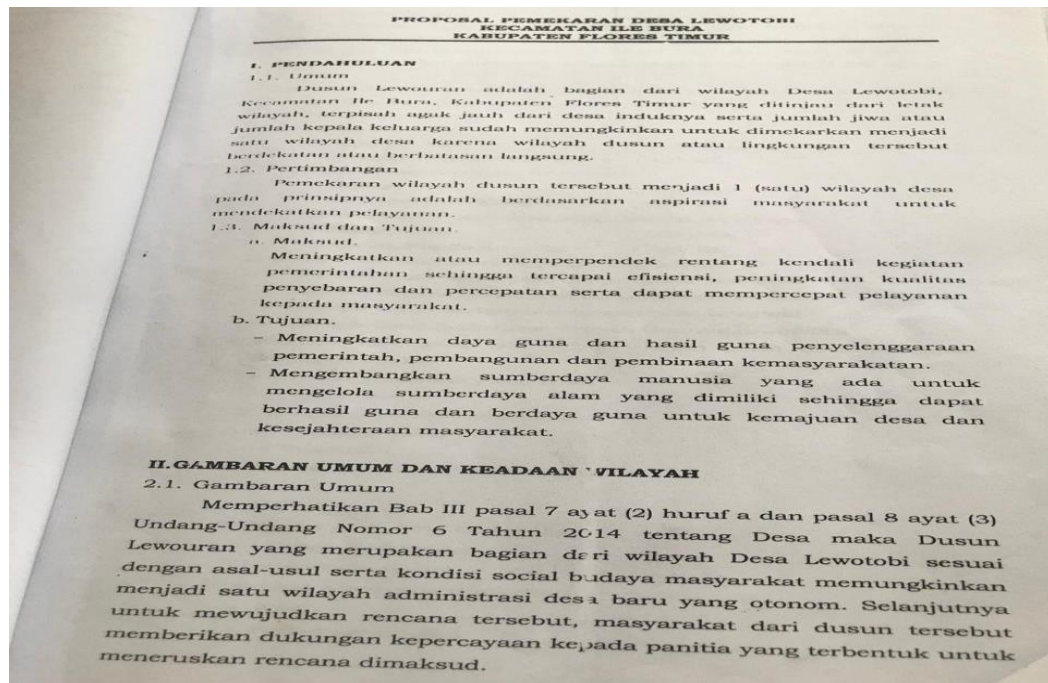 PROPOSAL PEMEKARAN DESA LEWOTOBI
KECAMATAN ILE BURA
KABUPATEN FLORES TIMUR
I. PENDAHULUAN
1.1. Umum
Dusun Lewouran adalah bagian dari wilayah Desa Lewotobi,
Kecamatan Ile Bura, Kabupaten Flores Timur yang ditinjau dari letak
wilayah, terpisah agak jauh dari desa induknya serta jumlah jiwa atau
jumlah kepala keluarga sudah memungkinkan untuk dimekarkan menjadi
satu wilayah desa karena wilayah dusun atau lingkungan tersebut
berdekatan atau berbatasan langsung.
1.2. Pertimbangan
Pemekaran wilayah dusun tersebut menjadi 1 (satu) wilayah desa
pada prinsipnya adalah berdasarkan aspirasi masyarakat untuk
mendekatkan pelayanan.
1.3. Maksud dan Tujuan.
a. Maksud.
Meningkatkan atau memperpendek rentang kendali kegiatan
pemerintahan sehingga tercapai efisiensi, peningkatan kualitas
penyebaran dan percepatan serta dapat mempercepat pelayanan
kepada masyarakat.
b. Tujuan.
– Meningkatkan daya guna dan hasil guna penyelenggaraan
pemerintah, pembangunan dan pembinaan kemasyarakatan.
– Mengembangkan sumberdaya manusia yang ada untuk
mengelola sumberdaya alam yang dimiliki sehingga dapat
berhasil guna dan berdaya guna untuk kemajuan desa dan
kesejahteraan masyarakat.
II.GAMBARAN UMUM DAN KEADAAN WILAYAH
2.1. Gambaran Umum
Memperhatikan Bab III pasal 7 ayat (2) huruf a dan pasal 8 ayat (3)
Undang-Undang Nomor 6 Tahun 2014 tentang Desa maka Dusun
Lewouran yang merupakan bagian dari wilayah Desa Lewotobi sesuai
dengan asal-usul serta kondisi social budaya masyarakat memungkinkan
menjadi satu wilayah administrasi desa baru yang otonom. Selanjutnya
untuk mewujudkan rencana tersebut, masyarakat dari dusun tersebut
memberikan dukungan kepercayaan kepada panitia yang terbentuk untuk
meneruskan rencana dimaksud.